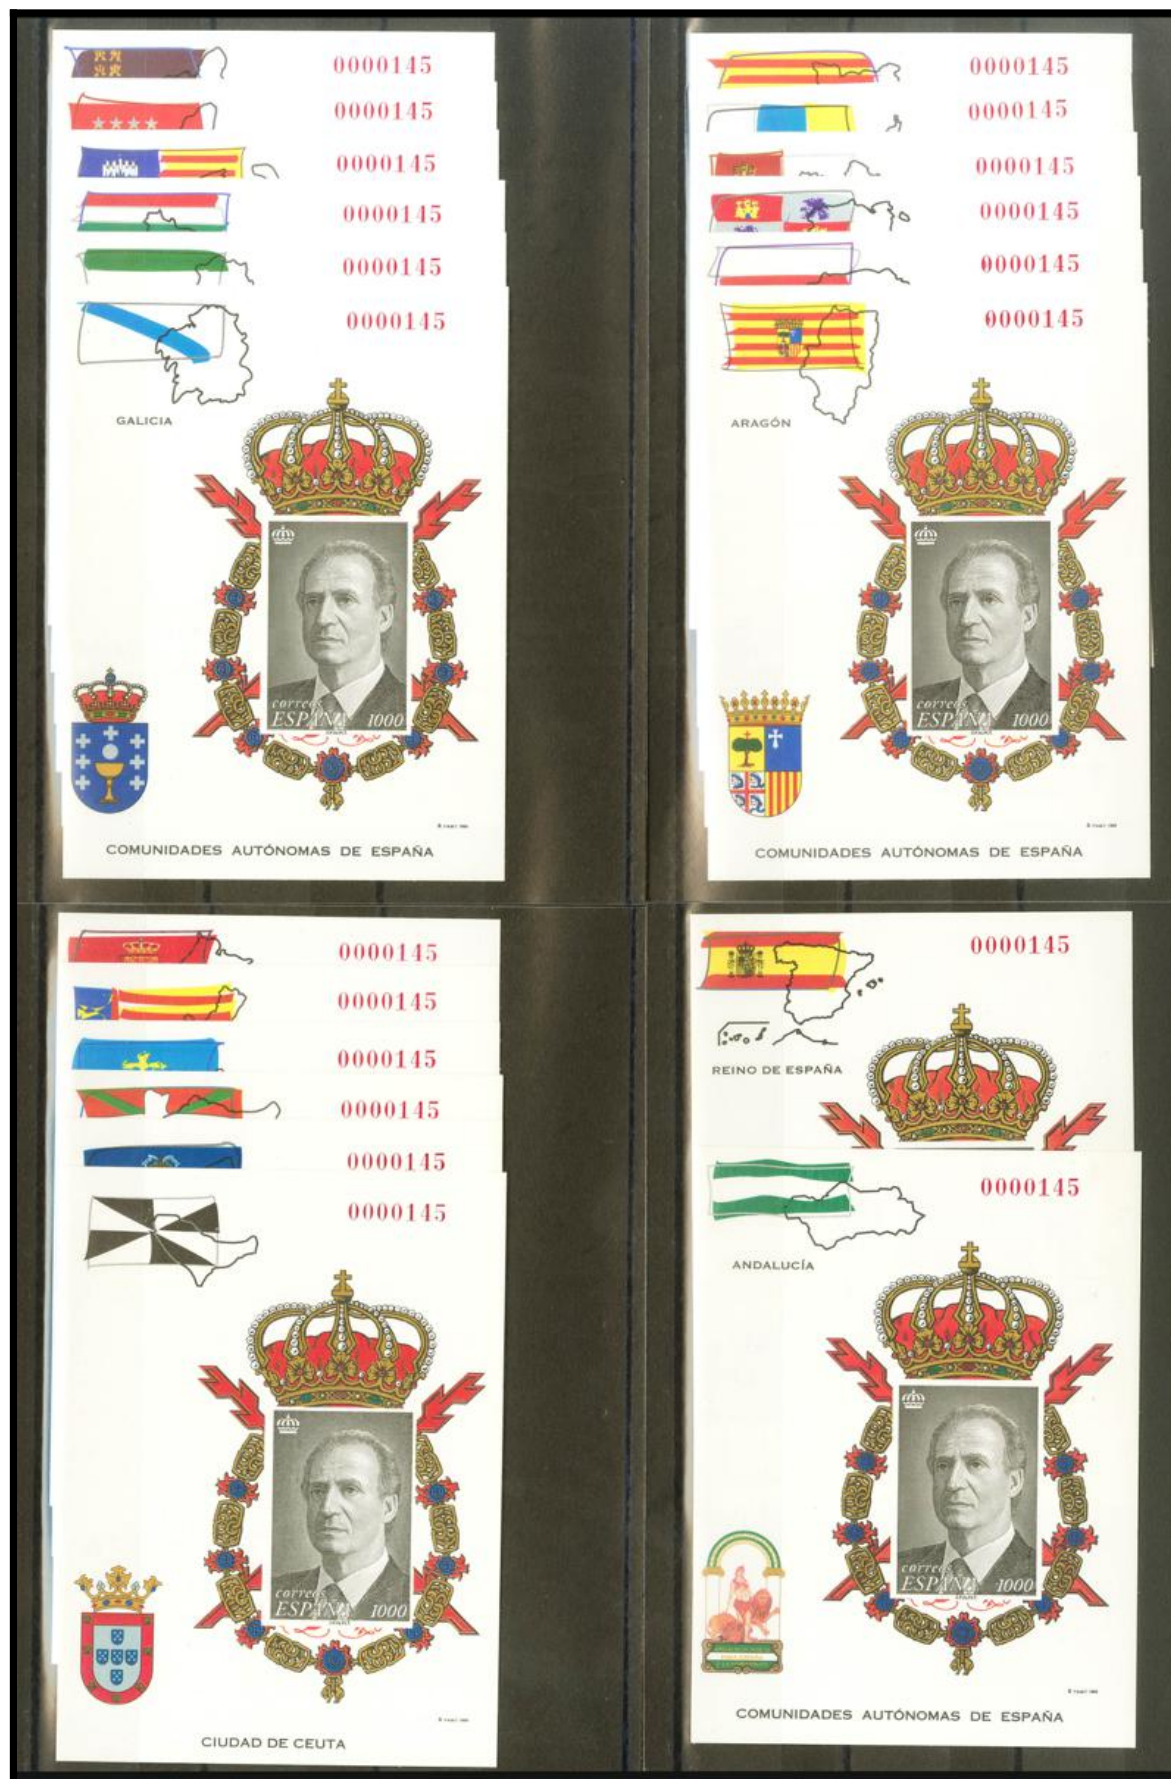 0000145
0000145
0000145
0000145
0000145
0000145
GALICIA
correos
ESPAÑA 1000
COMUNIDADES AUTÓNOMAS DE ESPAÑA
0000145
0000145
0000145
0000145
0000145
0000145
ARAGÓN
correos
ESPAÑA 1000
COMUNIDADES AUTÓNOMAS DE ESPAÑA
0000145
0000145
0000145
0000145
0000145
0000145
correos
ESPAÑA 1000
CIUDAD DE CEUTA
0000145
REINO DE ESPAÑA
0000145
ANDALUCÍA
correos
ESPAÑA 1000
COMUNIDADES AUTÓNOMAS DE ESPAÑA